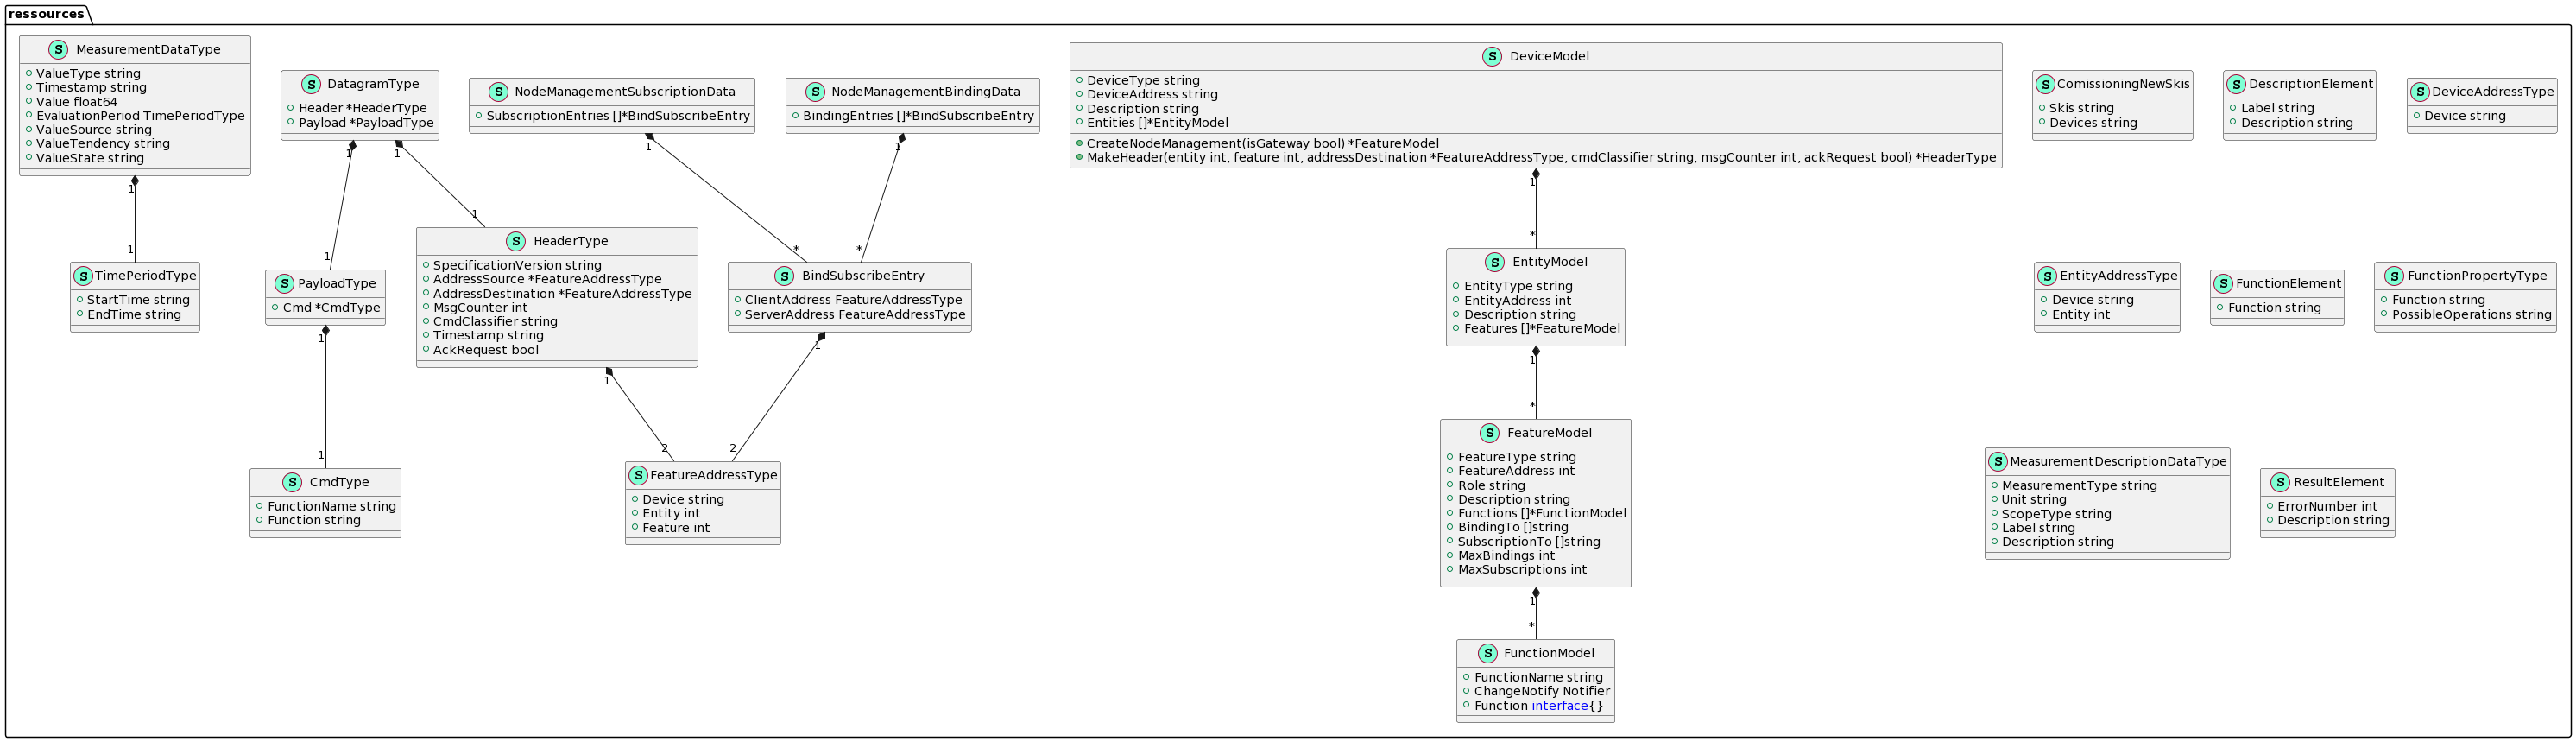 ressources
S MeasurementDataType
ValueType string
Timestamp string
Value float64
EvaluationPeriod TimePeriodType
ValueSource string
ValueTendency string
ValueState string
S DatagramType
Header *HeaderType
Payload *PayloadType
S NodeManagementSubscriptionData
SubscriptionEntries []*BindSubscribeEntry
S NodeManagementBindingData
BindingEntries []*BindSubscribeEntry
S DeviceModel
DeviceType string
DeviceAddress string
Description string
Entities []*EntityModel
CreateNodeManagement(isGateway bool) *FeatureModel
MakeHeader(entity int, feature int, addressDestination *FeatureAddressType, cmdClassifier string, msgCounter int, ackRequest bool) *HeaderType
S ComissioningNewSkis
Skis string
Devices string
S DescriptionElement
Label string
Description string
S DeviceAddressType
Device string
1
1
1
1
1
1
1
1
1
1
*
*
*
S TimePeriodType
StartTime string
EndTime string
S PayloadType
Cmd *CmdType
S HeaderType
SpecificationVersion string
AddressSource *FeatureAddressType
AddressDestination *FeatureAddressType
MsgCounter int
CmdClassifier string
Timestamp string
AckRequest bool
S BindSubscribeEntry
ClientAddress FeatureAddressType
ServerAddress FeatureAddressType
S EntityModel
EntityType string
EntityAddress int
Description string
Features []*FeatureModel
S EntityAddressType
Device string
Entity int
S FunctionElement
Function string
S FunctionPropertyType
Function string
PossibleOperations string
1
1
1
1
1
2
2
*
S CmdType
FunctionName string
Function string
S FeatureAddressType
Device string
Entity int
Feature int
S FeatureModel
FeatureType string
FeatureAddress int
Role string
Description string
Functions []*FunctionModel
BindingTo []string
SubscriptionTo []string
MaxBindings int
MaxSubscriptions int
S MeasurementDescriptionDataType
MeasurementType string
Unit string
ScopeType string
Label string
Description string
S ResultElement
ErrorNumber int
Description string
1
*
S FunctionModel
FunctionName string
ChangeNotify Notifier
Function interface{}